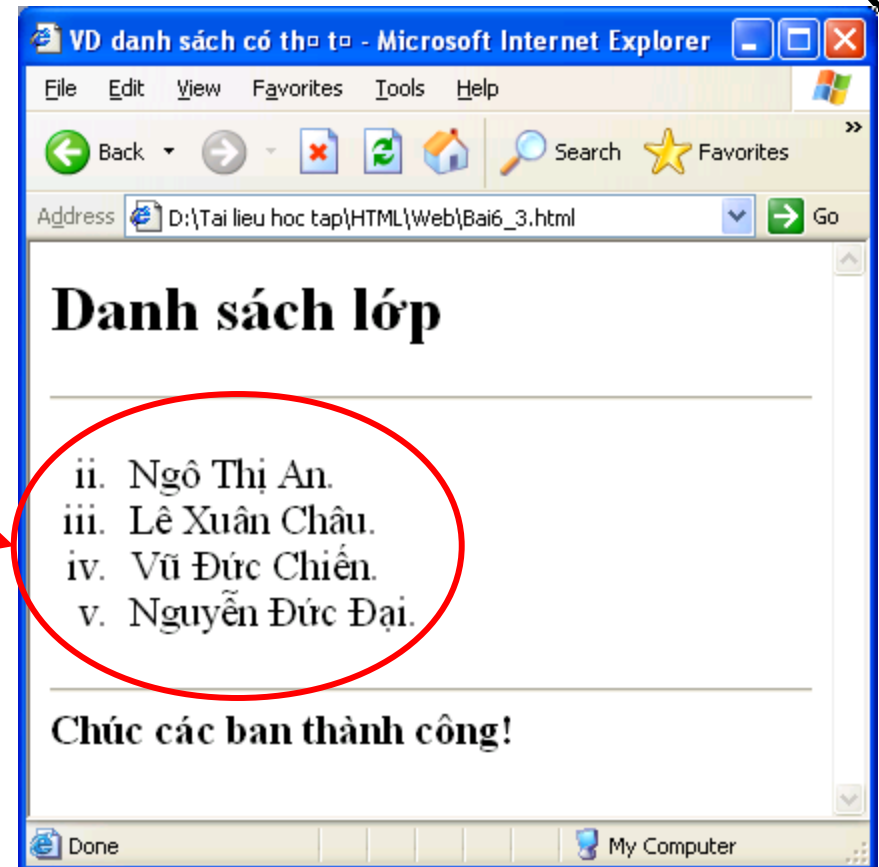 VD danh sách có th¤ t¤ - Microsoft Internet Explorer
File Edit View Favorites Tools Help
Back Search Favorites »
Address D:\Tai lieu hoc tap\HTML\Web\Bai6_3.html Go
Danh sách lớp
ii. Ngô Thị An.
iii. Lê Xuân Châu.
iv. Vũ Đức Chiến.
v. Nguyễn Đức Đại.
Chúc các ban thành công!
Done My Computer